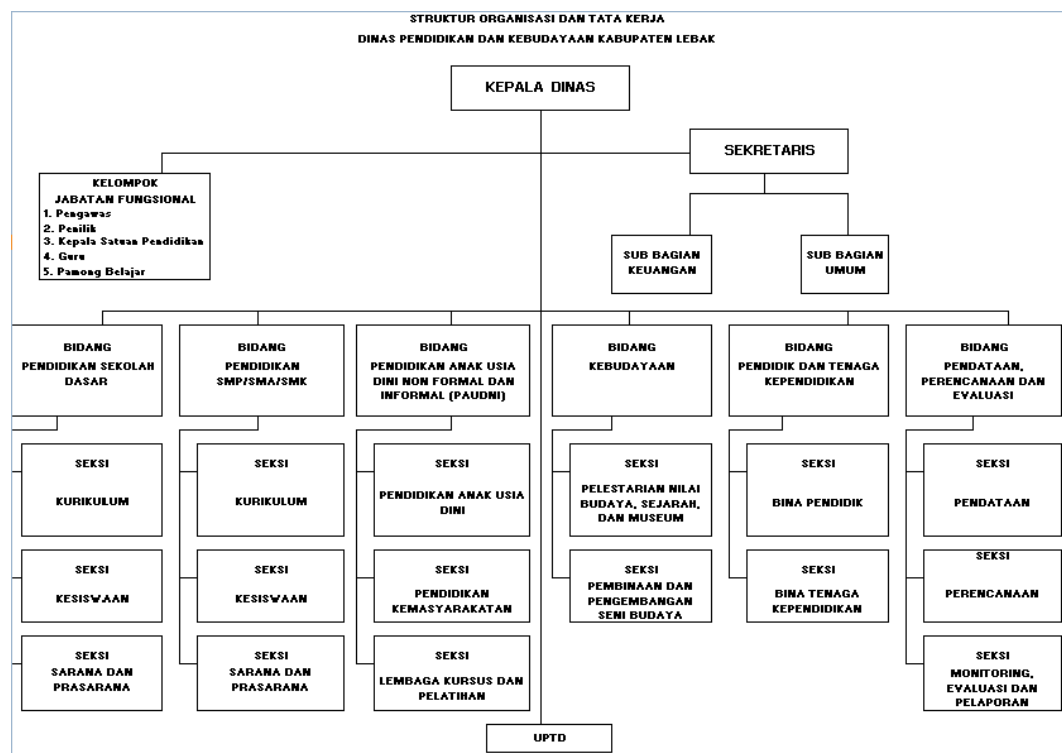 STRUKTUR ORGANISASI DAN TATA KERJA
DINAS PENDIDIKAN DAN KEBUDAYAAN KABUPATEN LEBAK
KEPALA DINAS
SEKRETARIS
KELOMPOK
JABATAN FUNGSIONAL
1. Pengawas
2. Penilik
3. Kepala Satuan Pendidikan
4. Guru
5. Pamong Belajar
SUB BAGIAN
KEUANGAN
SUB BAGIAN
UMUM
BIDANG
PENDIDIKAN SEKOLAH
DASAR
BIDANG
PENDIDIKAN
SMP/SMA/SMK
BIDANG
PENDIDIKAN ANAK USIA
DINI NON FORMAL DAN
INFORMAL (PAUDNI)
BIDANG
KEBUDAYAAN
BIDANG
PENDIDIK DAN TENAGA
KEPENDIDIKAN
BIDANG
PENDATAAN,
PERENCANAAN DAN
EVALUASI
SEKSI
KURIKULUM
SEKSI
KURIKULUM
SEKSI
PENDIDIKAN ANAK USIA
DINI
SEKSI
PELESTARIAN NILAI
BUDAYA, SEJARAH,
DAN MUSEUM
SEKSI
BINA PENDIDIK
SEKSI
PENDATAAN
SEKSI
KESISWAAN
SEKSI
KESISWAAN
SEKSI
PENDIDIKAN
KEMASYARAKATAN
SEKSI
PEMBINAAN DAN
PENGEMBANGAN
SENI BUDAYA
SEKSI
BINA TENAGA
KEPENDIDIKAN
SEKSI
PERENCANAAN
SEKSI
SARANA DAN
PRASARANA
SEKSI
SARANA DAN
PRASARANA
SEKSI
LEMBAGA KURSUS DAN
PELATIHAN
SEKSI
MONITORING,
EVALUASI DAN
PELAPORAN
UPTD